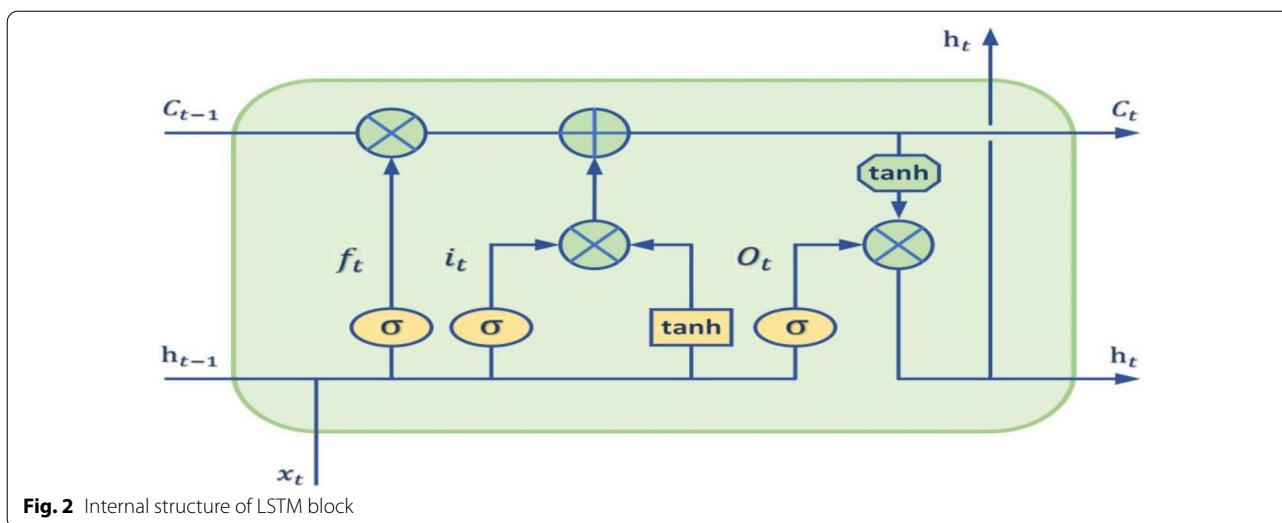 h_t
C_{t-1}
C_t
tanh
f_t
i_t
O_t
σ
σ
tanh
σ
h_{t-1}
h_t
x_t
Fig. 2 Internal structure of LSTM block